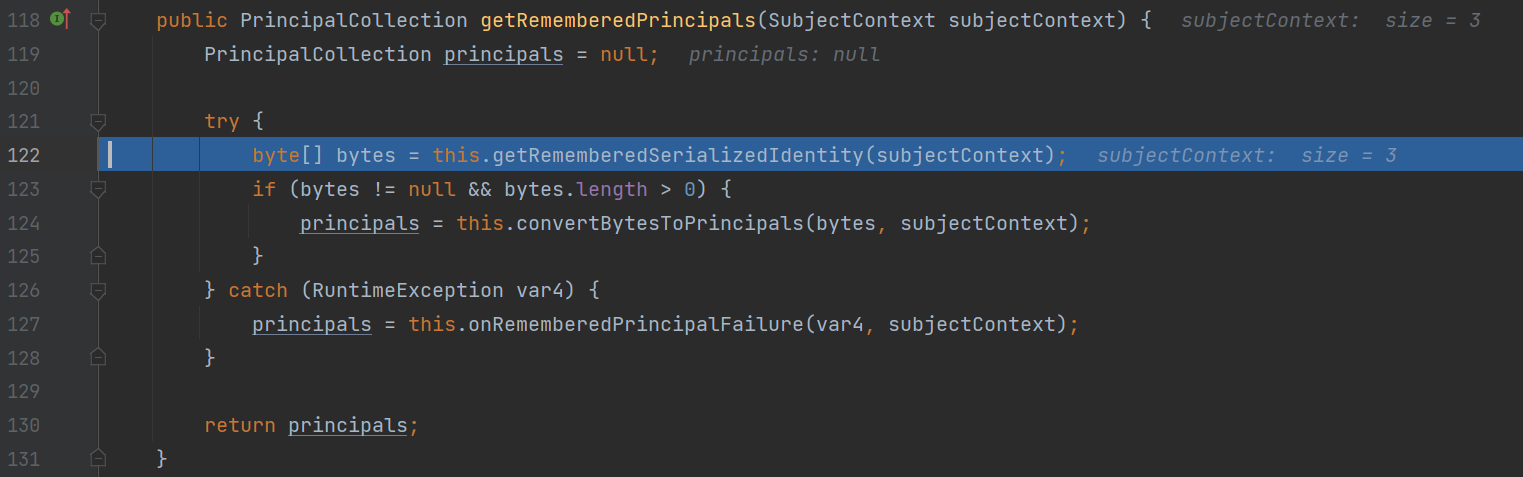 118 public PrincipalCollection getRememberedPrincipals(SubjectContext subjectContext) { subjectContext: size = 3
119 PrincipalCollection principals = null; principals: null
120
121 try {
122 byte[] bytes = this.getRememberedSerializedIdentity(subjectContext); subjectContext: size = 3
123 if (bytes != null && bytes.length > 0) {
124 principals = this.convertBytesToPrincipals(bytes, subjectContext);
125 }
126 } catch (RuntimeException var4) {
127 principals = this.onRememberedPrincipalFailure(var4, subjectContext);
128 }
129
130 return principals;
131 }